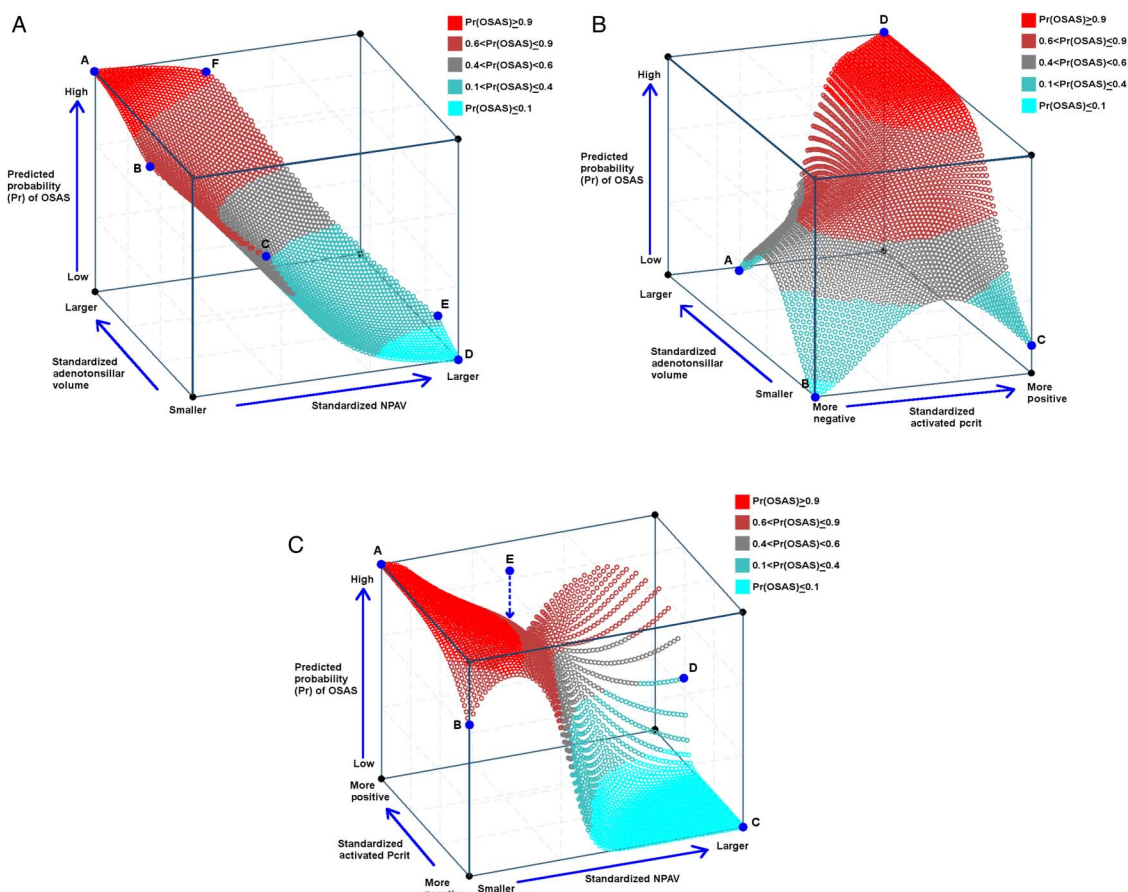 A
Pr(OSAS)≥0.9
0.6<Pr(OSAS)≤0.9
0.4<Pr(OSAS)<0.6
0.1<Pr(OSAS)≤0.4
Pr(OSAS)≤0.1
A
F
High
B
Predicted
probability
(Pr) of OSAS
C
Low
Larger
E
D
Standardized
adenotonsillar
volume
Smaller
Standardized NPAV
Larger
B
D
Pr(OSAS)≥0.9
0.6<Pr(OSAS)≤0.9
0.4<Pr(OSAS)<0.6
0.1<Pr(OSAS)≤0.4
Pr(OSAS)≤0.1
High
Predicted
probability
(Pr) of OSAS
A
Low
Larger
C
Standardized
adenotonsillar
volume
Smaller
B
More
negative
Standardized
activated pcrit
More
positive
C
Pr(OSAS)≥0.9
0.6<Pr(OSAS)≤0.9
0.4<Pr(OSAS)<0.6
0.1<Pr(OSAS)≤0.4
Pr(OSAS)≤0.1
A
E
High
Predicted
probability
(Pr) of OSAS
D
B
Low
More
positive
C
Standardized
activated Pcrit
More
Smaller
Standardized NPAV
Larger